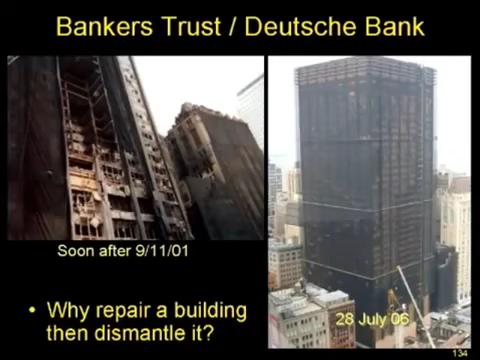 Bankers Trust / Deutsche Bank
Soon after 9/11/01
• Why repair a building
then dismantle it?
28 July 06
134